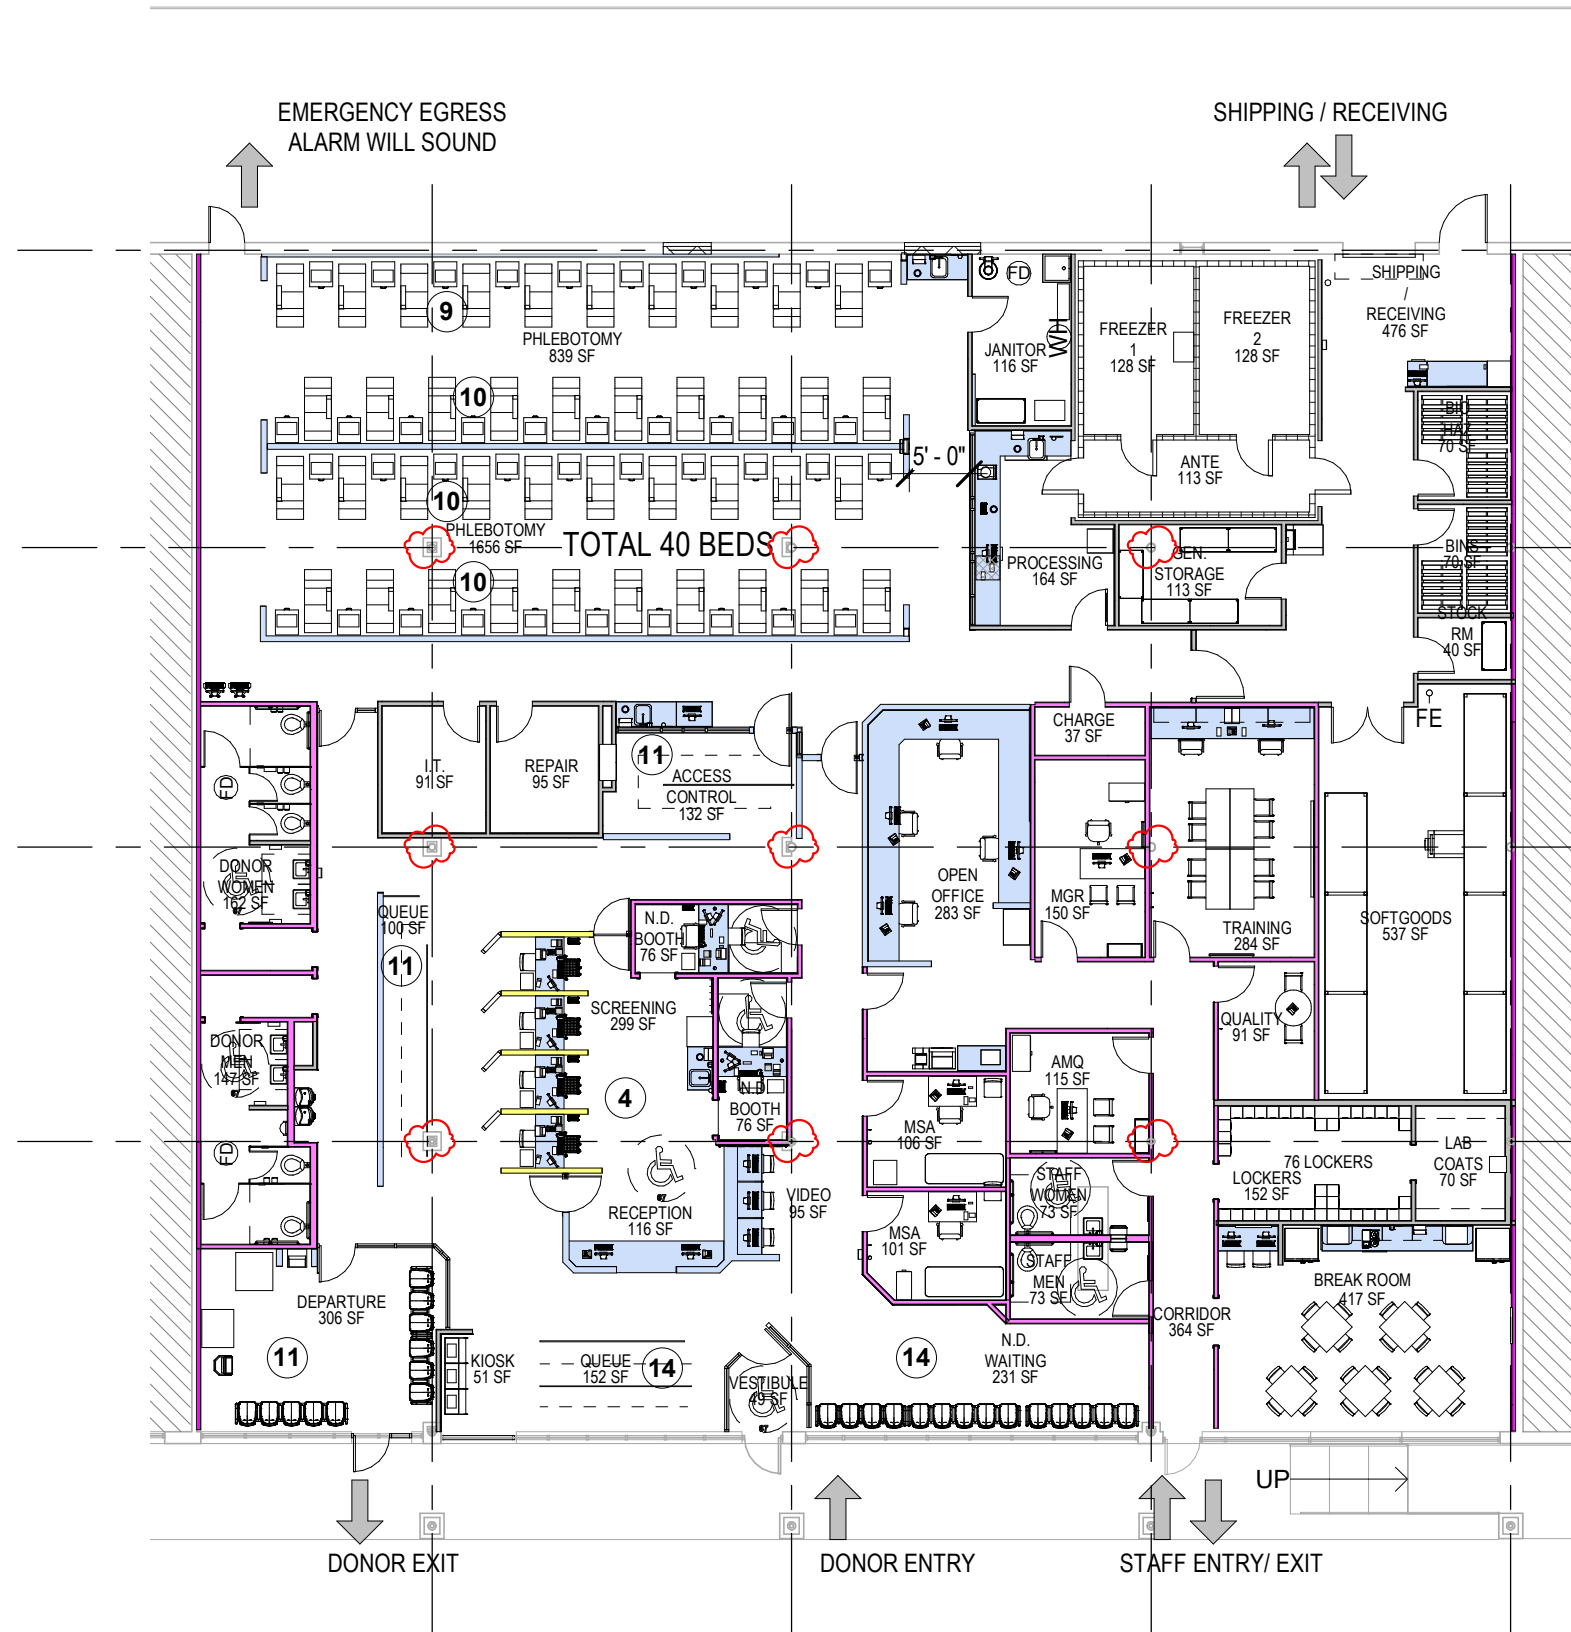 EMERGENCY EGRESS
ALARM WILL SOUND
SHIPPING / RECEIVING
9
PHLEBOTOMY
839 SF
10
10
PHLEBOTOMY
1656 SF
TOTAL 40 BEDS
10
5' - 0"
FD
WH
JANITOR
116 SF
FREEZER
1
128 SF
FREEZER
2
128 SF
SHIPPING
/
RECEIVING
476 SF
BIO
HAZ
70 SF
ANTE
113 SF
PROCESSING
164 SF
GEN.
STORAGE
113 SF
BINS
70 SF
STOCK
RM
40 SF
FE
I.T.
91 SF
REPAIR
95 SF
11
ACCESS
CONTROL
132 SF
CHARGE
37 SF
FD
DONOR
WOMEN
162 SF
QUEUE
100 SF
11
N.D.
BOOTH
76 SF
OPEN
OFFICE
283 SF
MGR
150 SF
TRAINING
284 SF
SOFTGOODS
537 SF
SCREENING
299 SF
QUALITY
91 SF
DONOR
MEN
147 SF
FD
4
N.D.
BOOTH
76 SF
MSA
106 SF
AMQ
115 SF
76 LOCKERS
LOCKERS
152 SF
LAB
COATS
70 SF
RECEPTION
116 SF
VIDEO
95 SF
MSA
101 SF
STAFF
WOMEN
73 SF
STAFF
MEN
73 SF
DEPARTURE
306 SF
11
KIOSK
51 SF
QUEUE
152 SF
14
VESTIBULE
49 SF
14
N.D.
WAITING
231 SF
CORRIDOR
364 SF
BREAK ROOM
417 SF
UP
DONOR EXIT
DONOR ENTRY
STAFF ENTRY/ EXIT